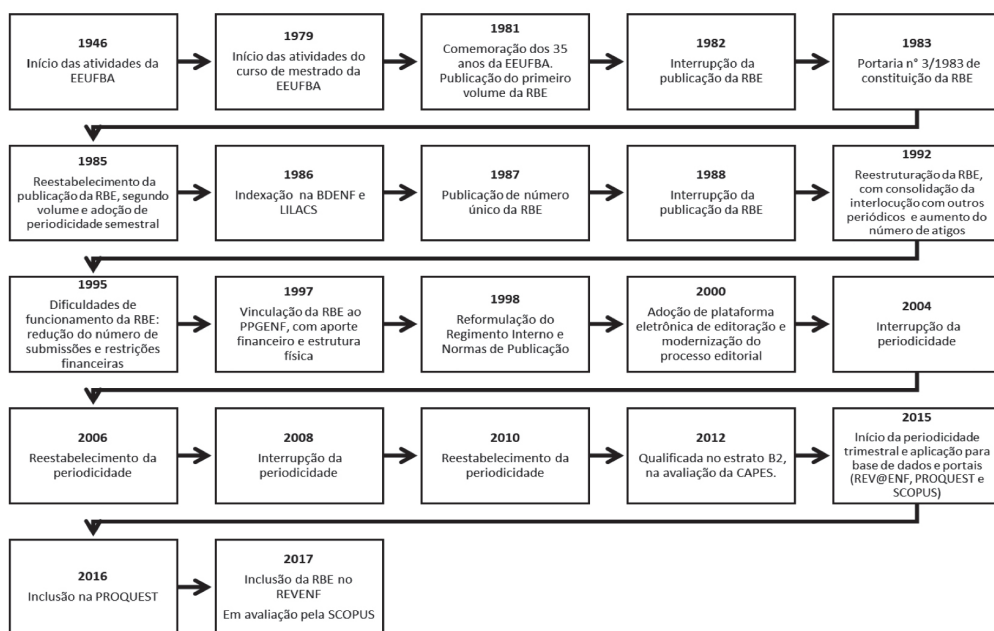 1946
Início das atividades da
EEUFBA
1979
Início das atividades do
curso de mestrado da
EEUFBA
1981
Comemoração dos 35
anos da EEUFBA.
Publicação do primeiro
volume da RBE
1982
Interrupção da
publicação da RBE
1983
Portaria n° 3/1983 de
constituição da RBE
1985
Reestabelecimento da
publicação da RBE, segundo
volume e adoção de
periodicidade semestral
1986
Indexação na BDENF e
LILACS
1987
Publicação de número
único da RBE
1988
Interrupção da
publicação da RBE
1992
Reestruturação da RBE,
com consolidação da
interlocução com outros
periódicos e aumento do
número de atigos
1995
Dificuldades de
funcionamento da RBE:
redução do número de
submissões e restrições
financeiras
1997
Vinculação da RBE ao
PPGENF, com aporte
financeiro e estrutura
física
1998
Reformulação do
Regimento Interno e
Normas de Publicação
2000
Adoção de plataforma
eletrônica de editoração e
modernização do
processo editorial
2004
Interrupção da
periodicidade
2006
Reestabelecimento da
periodicidade
2008
Interrupção da
periodicidade
2010
Reestabelecimento da
periodicidade
2012
Qualificada no estrato B2,
na avaliação da CAPES.
2015
Início da periodicidade
trimestral e aplicação para
base de dados e portais
(REV@ENF, PROQUEST e
SCOPUS)
2016
Inclusão na PROQUEST
2017
Inclusão da RBE no
REVENF
Em avaliação pela SCOPUS